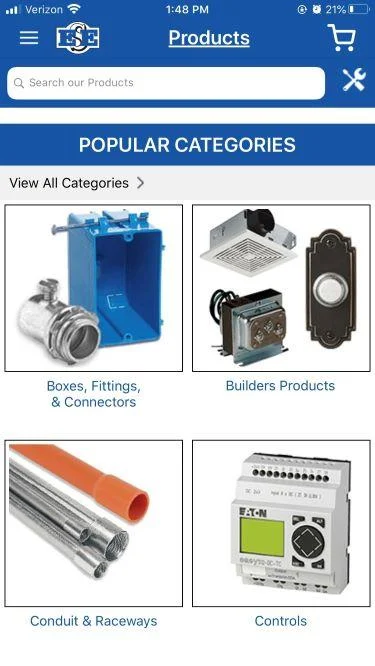 Verizon 1:48 PM 21%
ESE Products
Search our Products
POPULAR CATEGORIES
View All Categories
Boxes, Fittings,
& Connectors
Builders Products
EATON
Conduit & Raceways
Controls